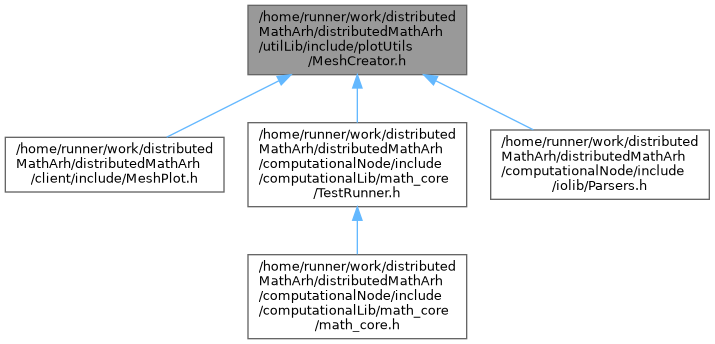 /home/runner/work/distributed
MathArh/distributedMathArh
/utilLib/include/plotUtils
/MeshCreator.h
/home/runner/work/distributed
MathArh/distributedMathArh
/client/include/MeshPlot.h
/home/runner/work/distributed
MathArh/distributedMathArh
/computationalNode/include
/computationalLib/math_core
/TestRunner.h
/home/runner/work/distributed
MathArh/distributedMathArh
/computationalNode/include
/iolib/Parsers.h
/home/runner/work/distributed
MathArh/distributedMathArh
/computationalNode/include
/computationalLib/math_core
/math_core.h